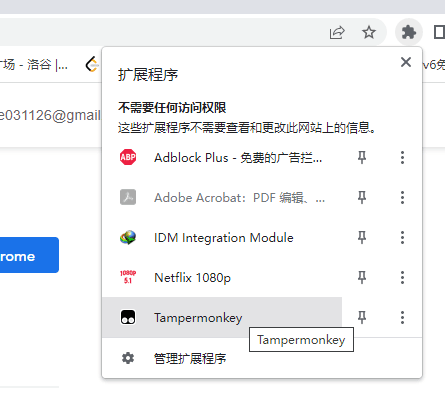 广场 - 洛谷 |...
v6免
扩展程序
e031126@gmail
不需要任何访问权限
这些扩展程序不需要查看和更改此网站上的信息。
ABP Adblock Plus - 免费的广告拦...
Adobe Acrobat：PDF 编辑、...
rome
IDM Integration Module
1080p 5.1 Netflix 1080p
Tampermonkey
Tampermonkey
管理扩展程序